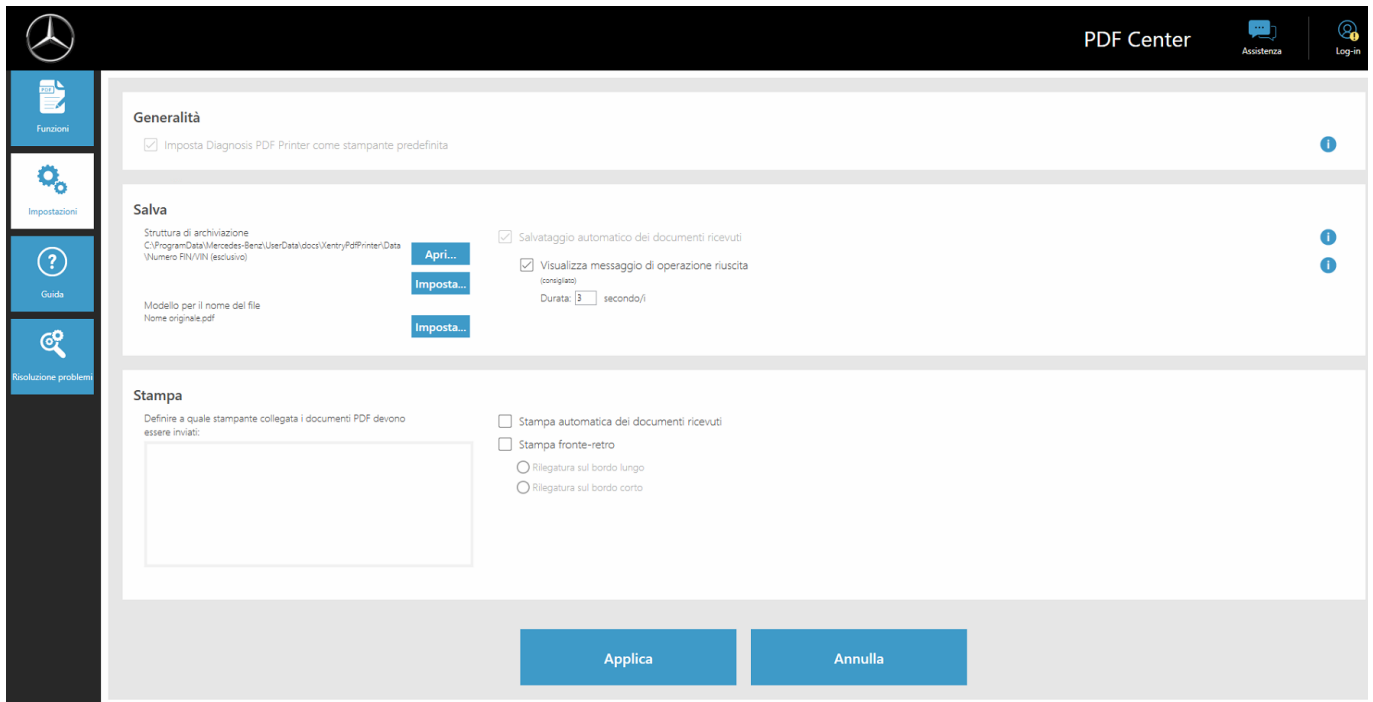 PDF Center
Assistenza
Log-in
PDF
Funzioni
Impostazioni
Guida
Risoluzione problemi
Generalità
Imposta Diagnosis PDF Printer come stampante predefinita
Salva
Struttura di archiviazione
C:\ProgramData\Mercedes-Benz\UserData\docs\XentryPdfPrinter\Data
\Numero FIN/VIN (esclusivo)
Apri...
Imposta...
Modello per il nome del file
Nome originale.pdf
Imposta...
Salvataggio automatico dei documenti ricevuti
Visualizza messaggio di operazione riuscita
(consigliato)
Durata: 3 secondo/i
Stampa
Definire a quale stampante collegata i documenti PDF devono
essere inviati:
Stampa automatica dei documenti ricevuti
Stampa fronte-retro
Rilegatura sul bordo lungo
Rilegatura sul bordo corto
Applica
Annulla